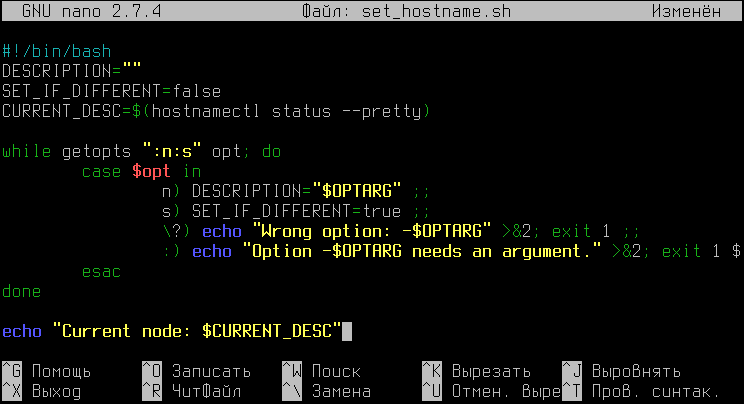 GNU nano 2.7.4 Файл: set_hostname.sh Изменён
#!/bin/bash
DESCRIPTION=""
SET_IF_DIFFERENT=false
CURRENT_DESC=$(hostnamectl status --pretty)
while getopts ":n:s" opt; do
case $opt in
n) DESCRIPTION="$OPTARG" ;;
s) SET_IF_DIFFERENT=true ;;
\?) echo "Wrong option: -$OPTARG" >&2; exit 1 ;;
:) echo "Option -$OPTARG needs an argument." >&2; exit 1 $
esac
done
echo "Current node: $CURRENT_DESC"
^G Помощь ^O Записать ^W Поиск ^K Вырезать ^J Выровнять
^X Выход ^R ЧитФайл ^\ Замена ^U Отмен. Выре ^T Пров. синтак.